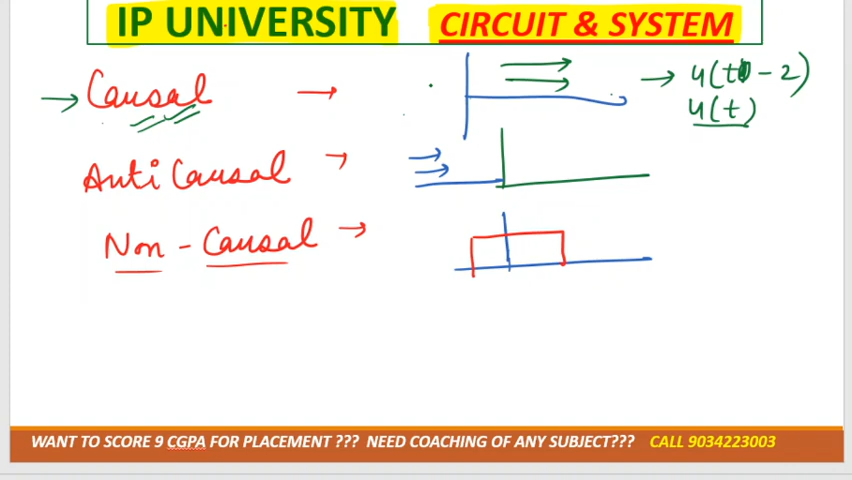 IP UNIVERSITY CIRCUIT & SYSTEM
→ Causal → → u(t - 2)
u(t)
Anti Causal →
Non - Causal →
WANT TO SCORE 9 CGPA FOR PLACEMENT ??? NEED COACHING OF ANY SUBJECT??? CALL 9034223003